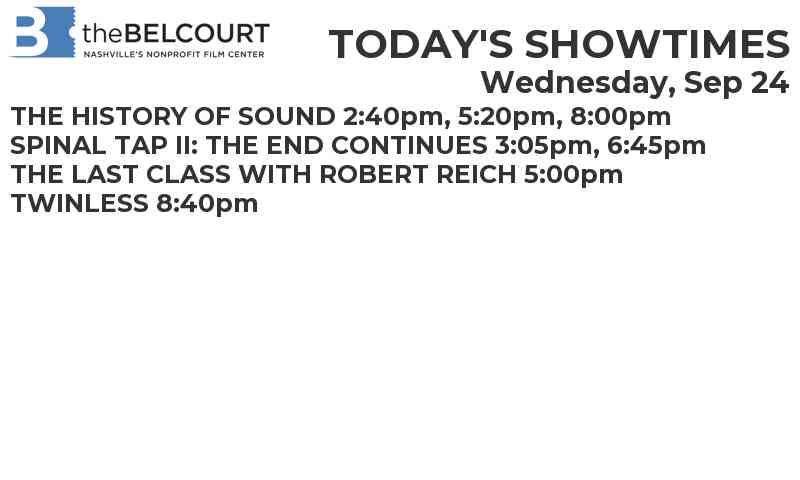 B theBELCOURT
NASHVILLE'S NONPROFIT FILM CENTER
TODAY'S SHOWTIMES
Wednesday, Sep 24
THE HISTORY OF SOUND 2:40pm, 5:20pm, 8:00pm
SPINAL TAP II: THE END CONTINUES 3:05pm, 6:45pm
THE LAST CLASS WITH ROBERT REICH 5:00pm
TWINLESS 8:40pm